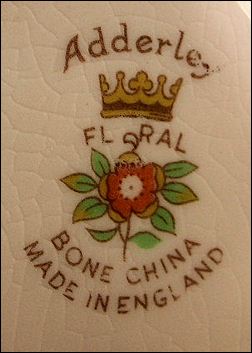 Adderley
FLORAL
BONE CHINA
MADE IN ENGLAND